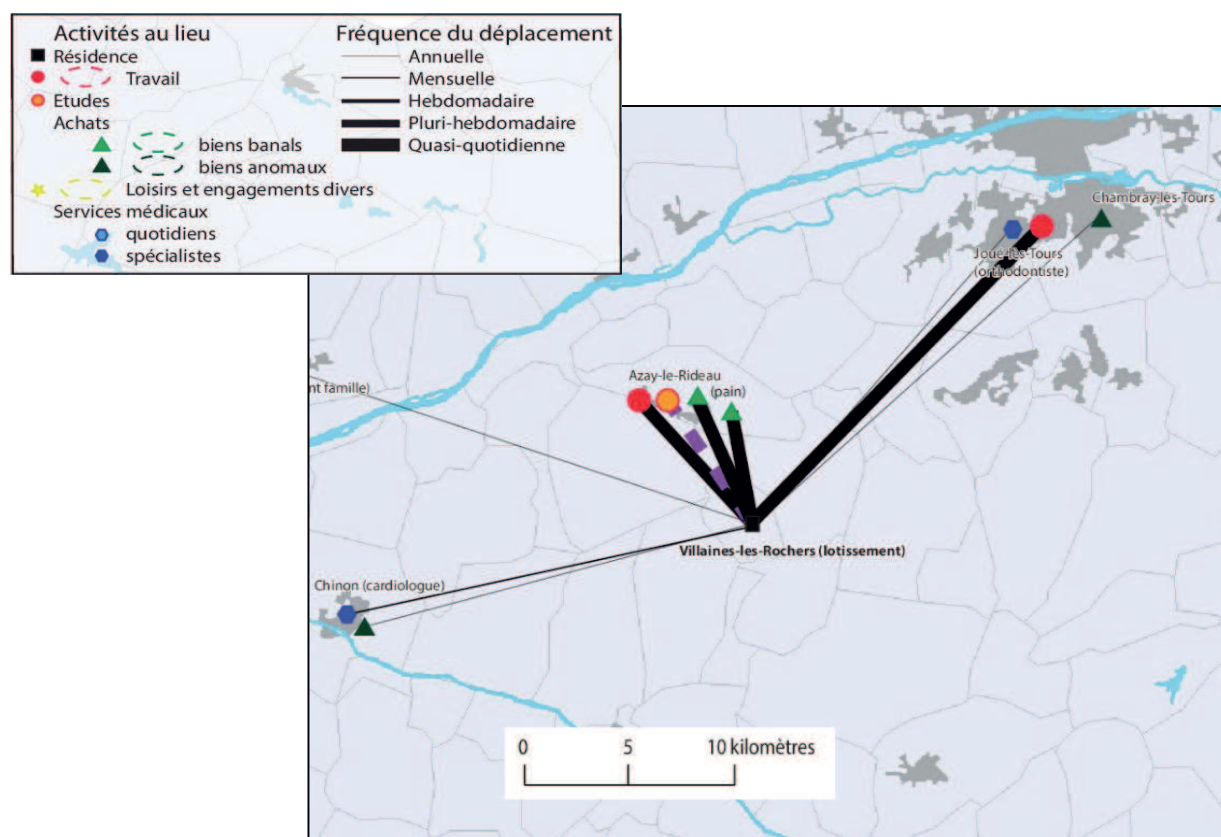 Activités au lieu
Résidence
Travail
Etudes
Achats
biens banals
biens anomaux
Loisirs et engagements divers
Services médicaux
quotidiens
spécialistes
Fréquence du déplacement
Annuelle
Mensuelle
Hebdomadaire
Pluri-hebdomadaire
Quasi-quotidienne
Chambray-lès-Tours
Joué-lès-Tours
(orthodontiste)
Azay-le-Rideau
(pain)
nt famille)
Villaines-les-Rochers (lotissement)
Chinon (cardiologue)
0 5 10 kilomètres